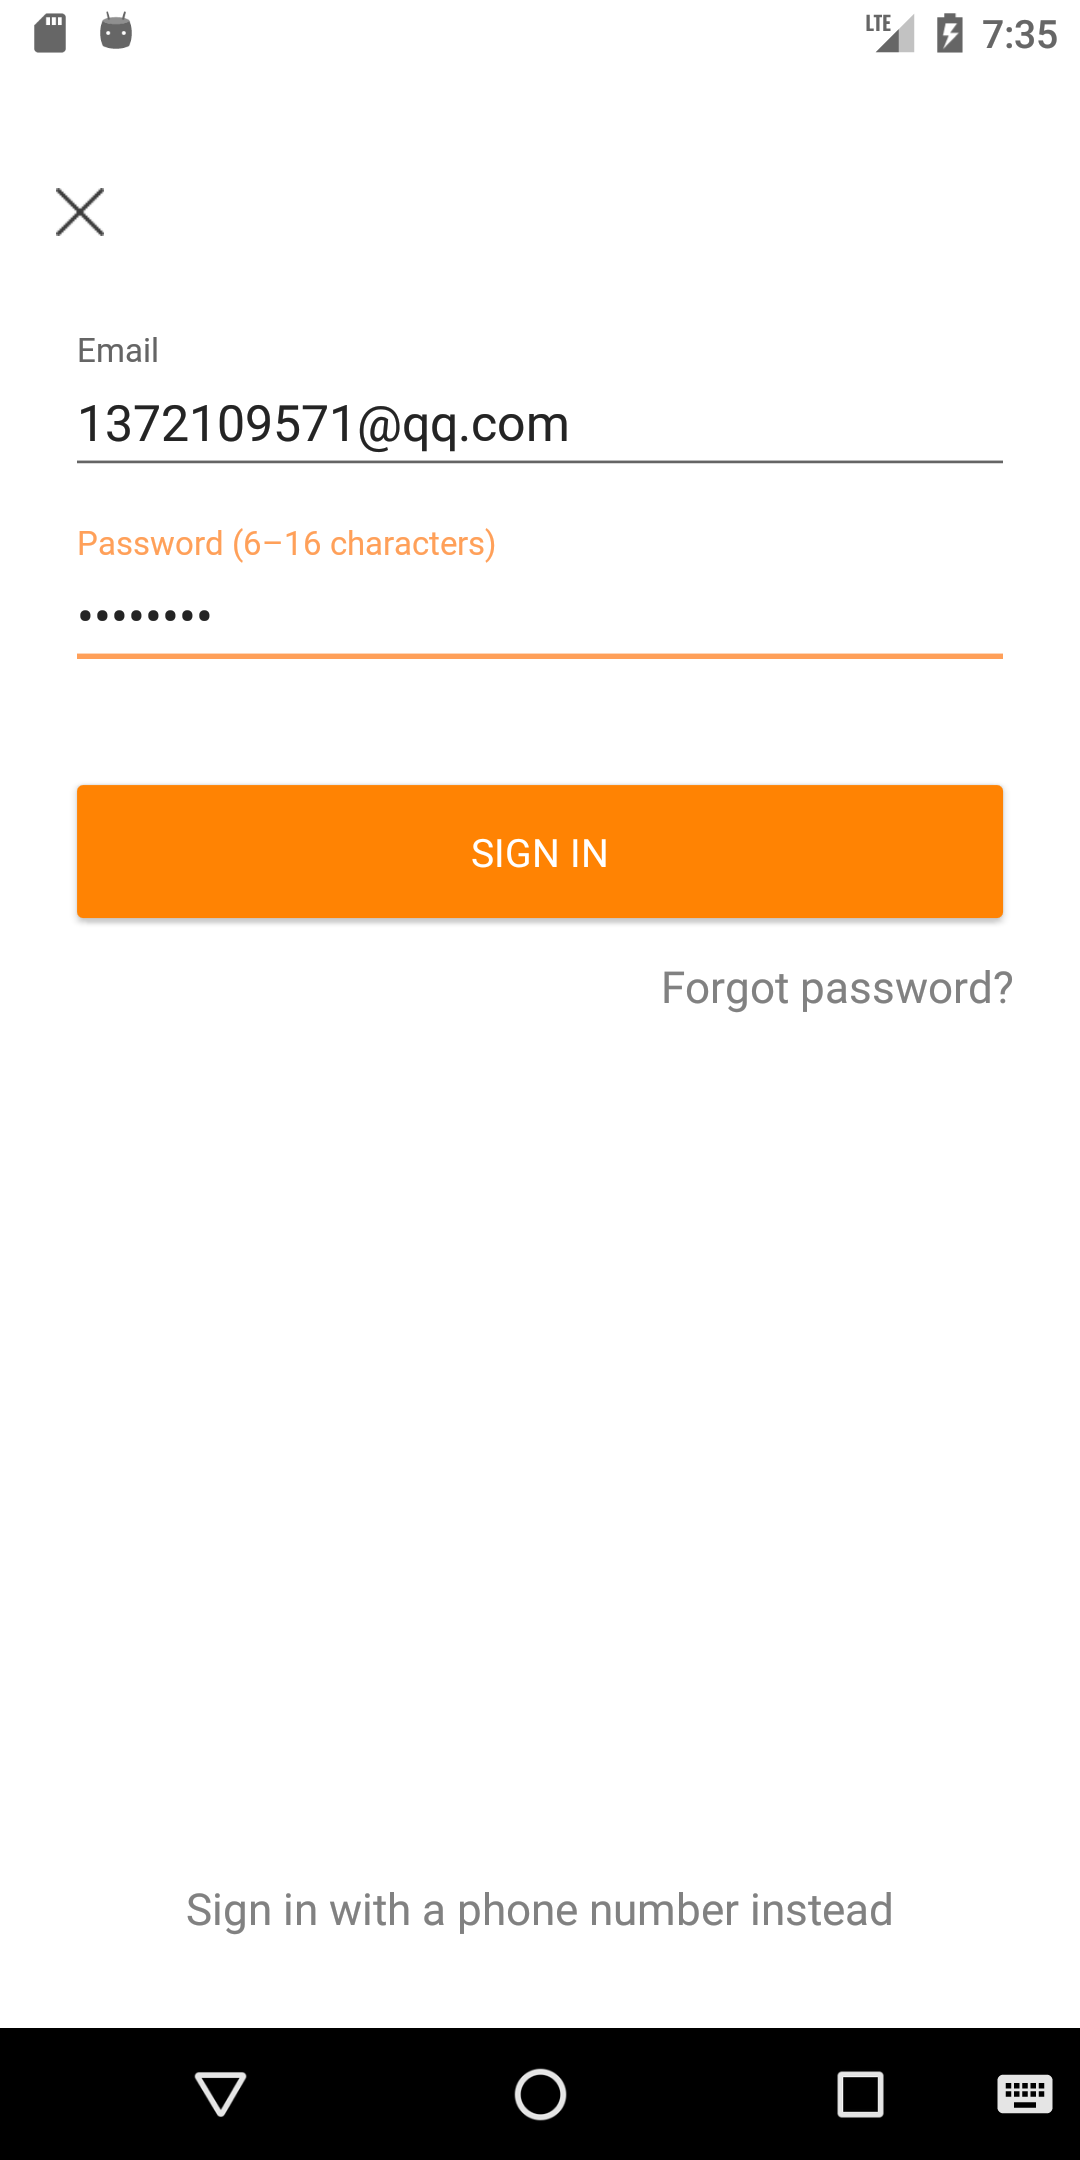 LTE 7:35
Email
1372109571@qq.com
Password (6–16 characters)
••••••••
SIGN IN
Forgot password?
Sign in with a phone number instead